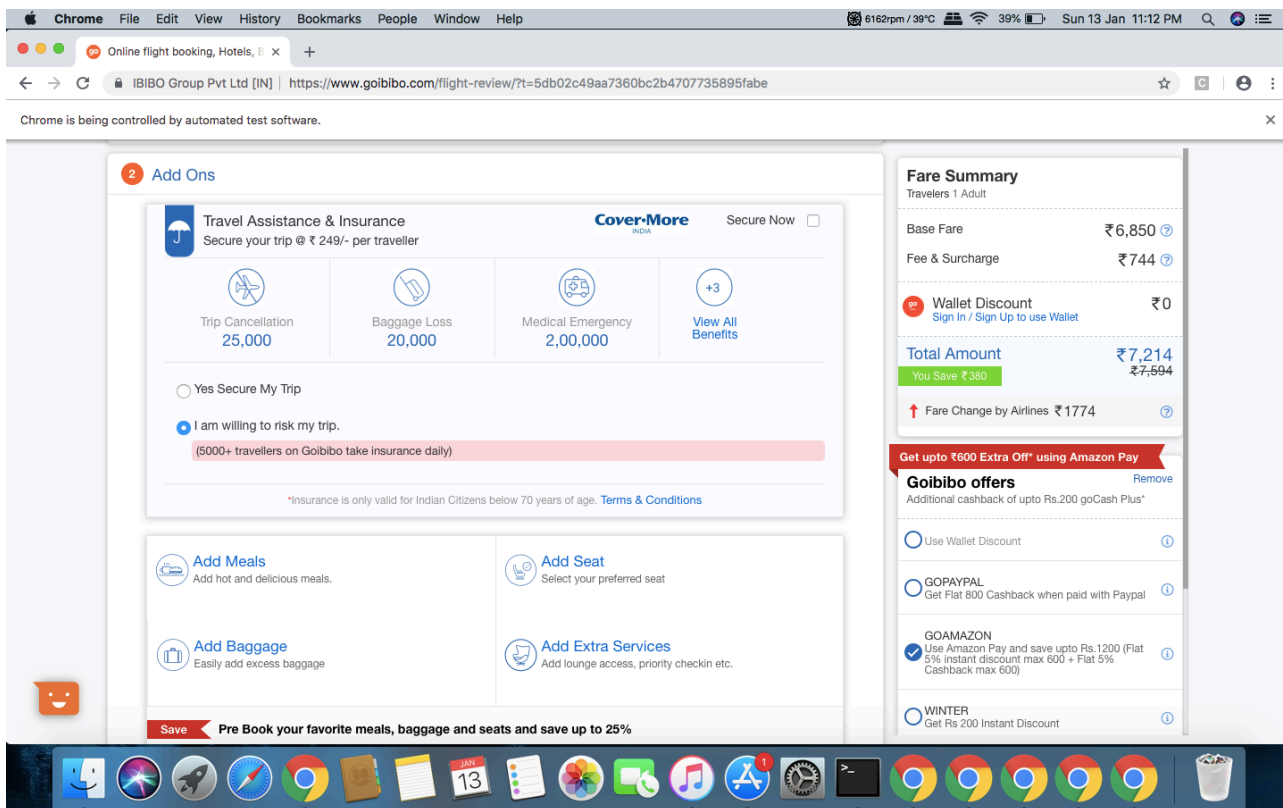 Chrome File Edit View History Bookmarks People Window Help 6162rpm / 39°C 39% Sun 13 Jan 11:12 PM
go Online flight booking, Hotels, B
IBIBO Group Pvt Ltd [IN] https://www.goibibo.com/flight-review/?t=5db02c49aa7360bc2b4707735895fabe C
Chrome is being controlled by automated test software.
2 Add Ons
Travel Assistance & Insurance
Secure your trip @ ₹ 249/- per traveller
Cover·More
INDIA
Secure Now
Trip Cancellation
25,000
Baggage Loss
20,000
Medical Emergency
2,00,000
+3
View All
Benefits
Yes Secure My Trip
I am willing to risk my trip.
(5000+ travellers on Goibibo take insurance daily)
*Insurance is only valid for Indian Citizens below 70 years of age. Terms & Conditions
Add Meals
Add hot and delicious meals.
Add Seat
Select your preferred seat
Add Baggage
Easily add excess baggage
Add Extra Services
Add lounge access, priority checkin etc.
Save Pre Book your favorite meals, baggage and seats and save up to 25%
Fare Summary
Travelers 1 Adult
Base Fare ₹6,850 ?
Fee & Surcharge ₹744 ?
go Wallet Discount ₹0
Sign In / Sign Up to use Wallet
Total Amount ₹7,214
You Save ₹380 ₹7,594
Fare Change by Airlines ₹1774 ?
Get upto ₹600 Extra Off* using Amazon Pay
Goibibo offers Remove
Additional cashback of upto Rs.200 goCash Plus*
Use Wallet Discount
GOPAYPAL
Get Flat 800 Cashback when paid with Paypal
GOAMAZON
Use Amazon Pay and save upto Rs.1200 (Flat
5% instant discount max 600 + Flat 5%
Cashback max 600)
WINTER
Get Rs 200 Instant Discount
JAN
13
1
>_